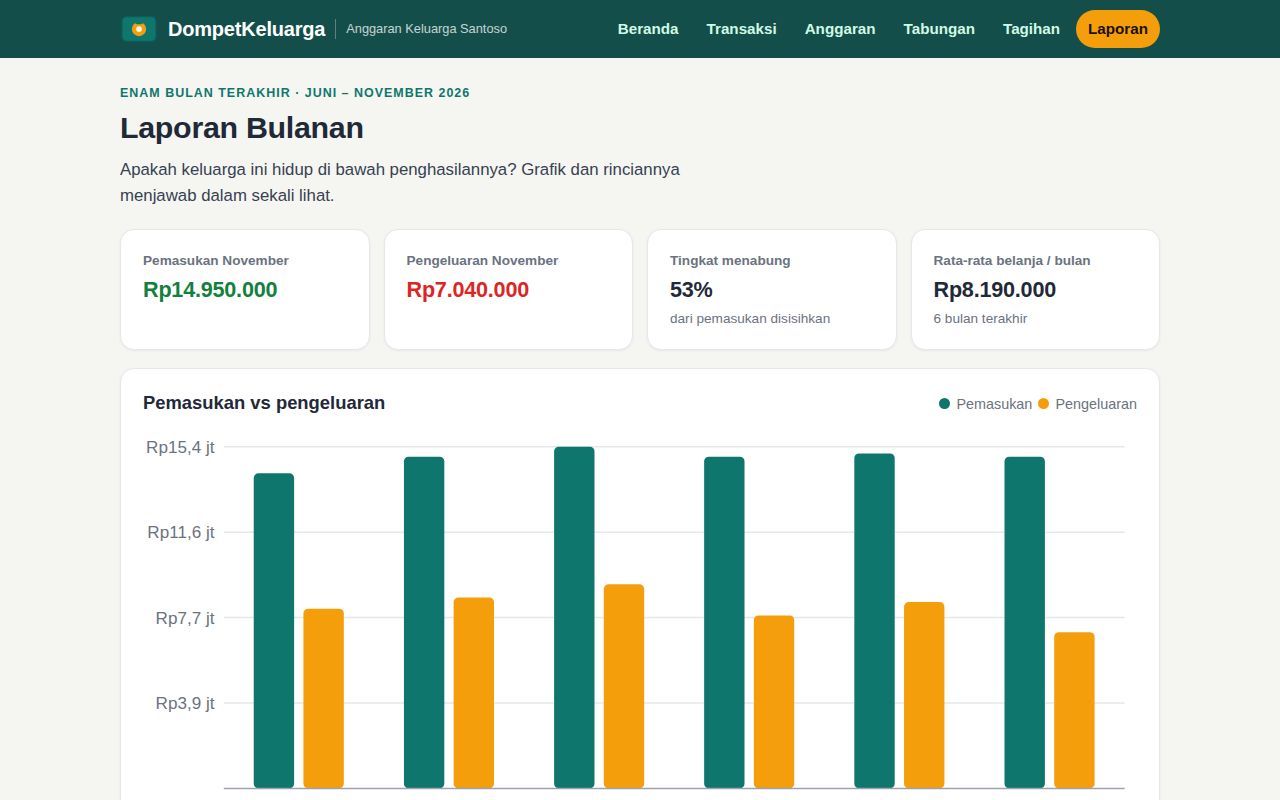 DompetKeluarga
Anggaran Keluarga Santoso
Beranda
Transaksi
Anggaran
Tabungan
Tagihan
Laporan
ENAM BULAN TERAKHIR · JUNI – NOVEMBER 2026
Laporan Bulanan
Apakah keluarga ini hidup di bawah penghasilannya? Grafik dan rinciannya
menjawab dalam sekali lihat.
Pemasukan November
Rp14.950.000
Pengeluaran November
Rp7.040.000
Tingkat menabung
53%
dari pemasukan disisihkan
Rata-rata belanja / bulan
Rp8.190.000
6 bulan terakhir
Pemasukan vs pengeluaran
Pemasukan
Pengeluaran
Rp15,4 jt
Rp11,6 jt
Rp7,7 jt
Rp3,9 jt